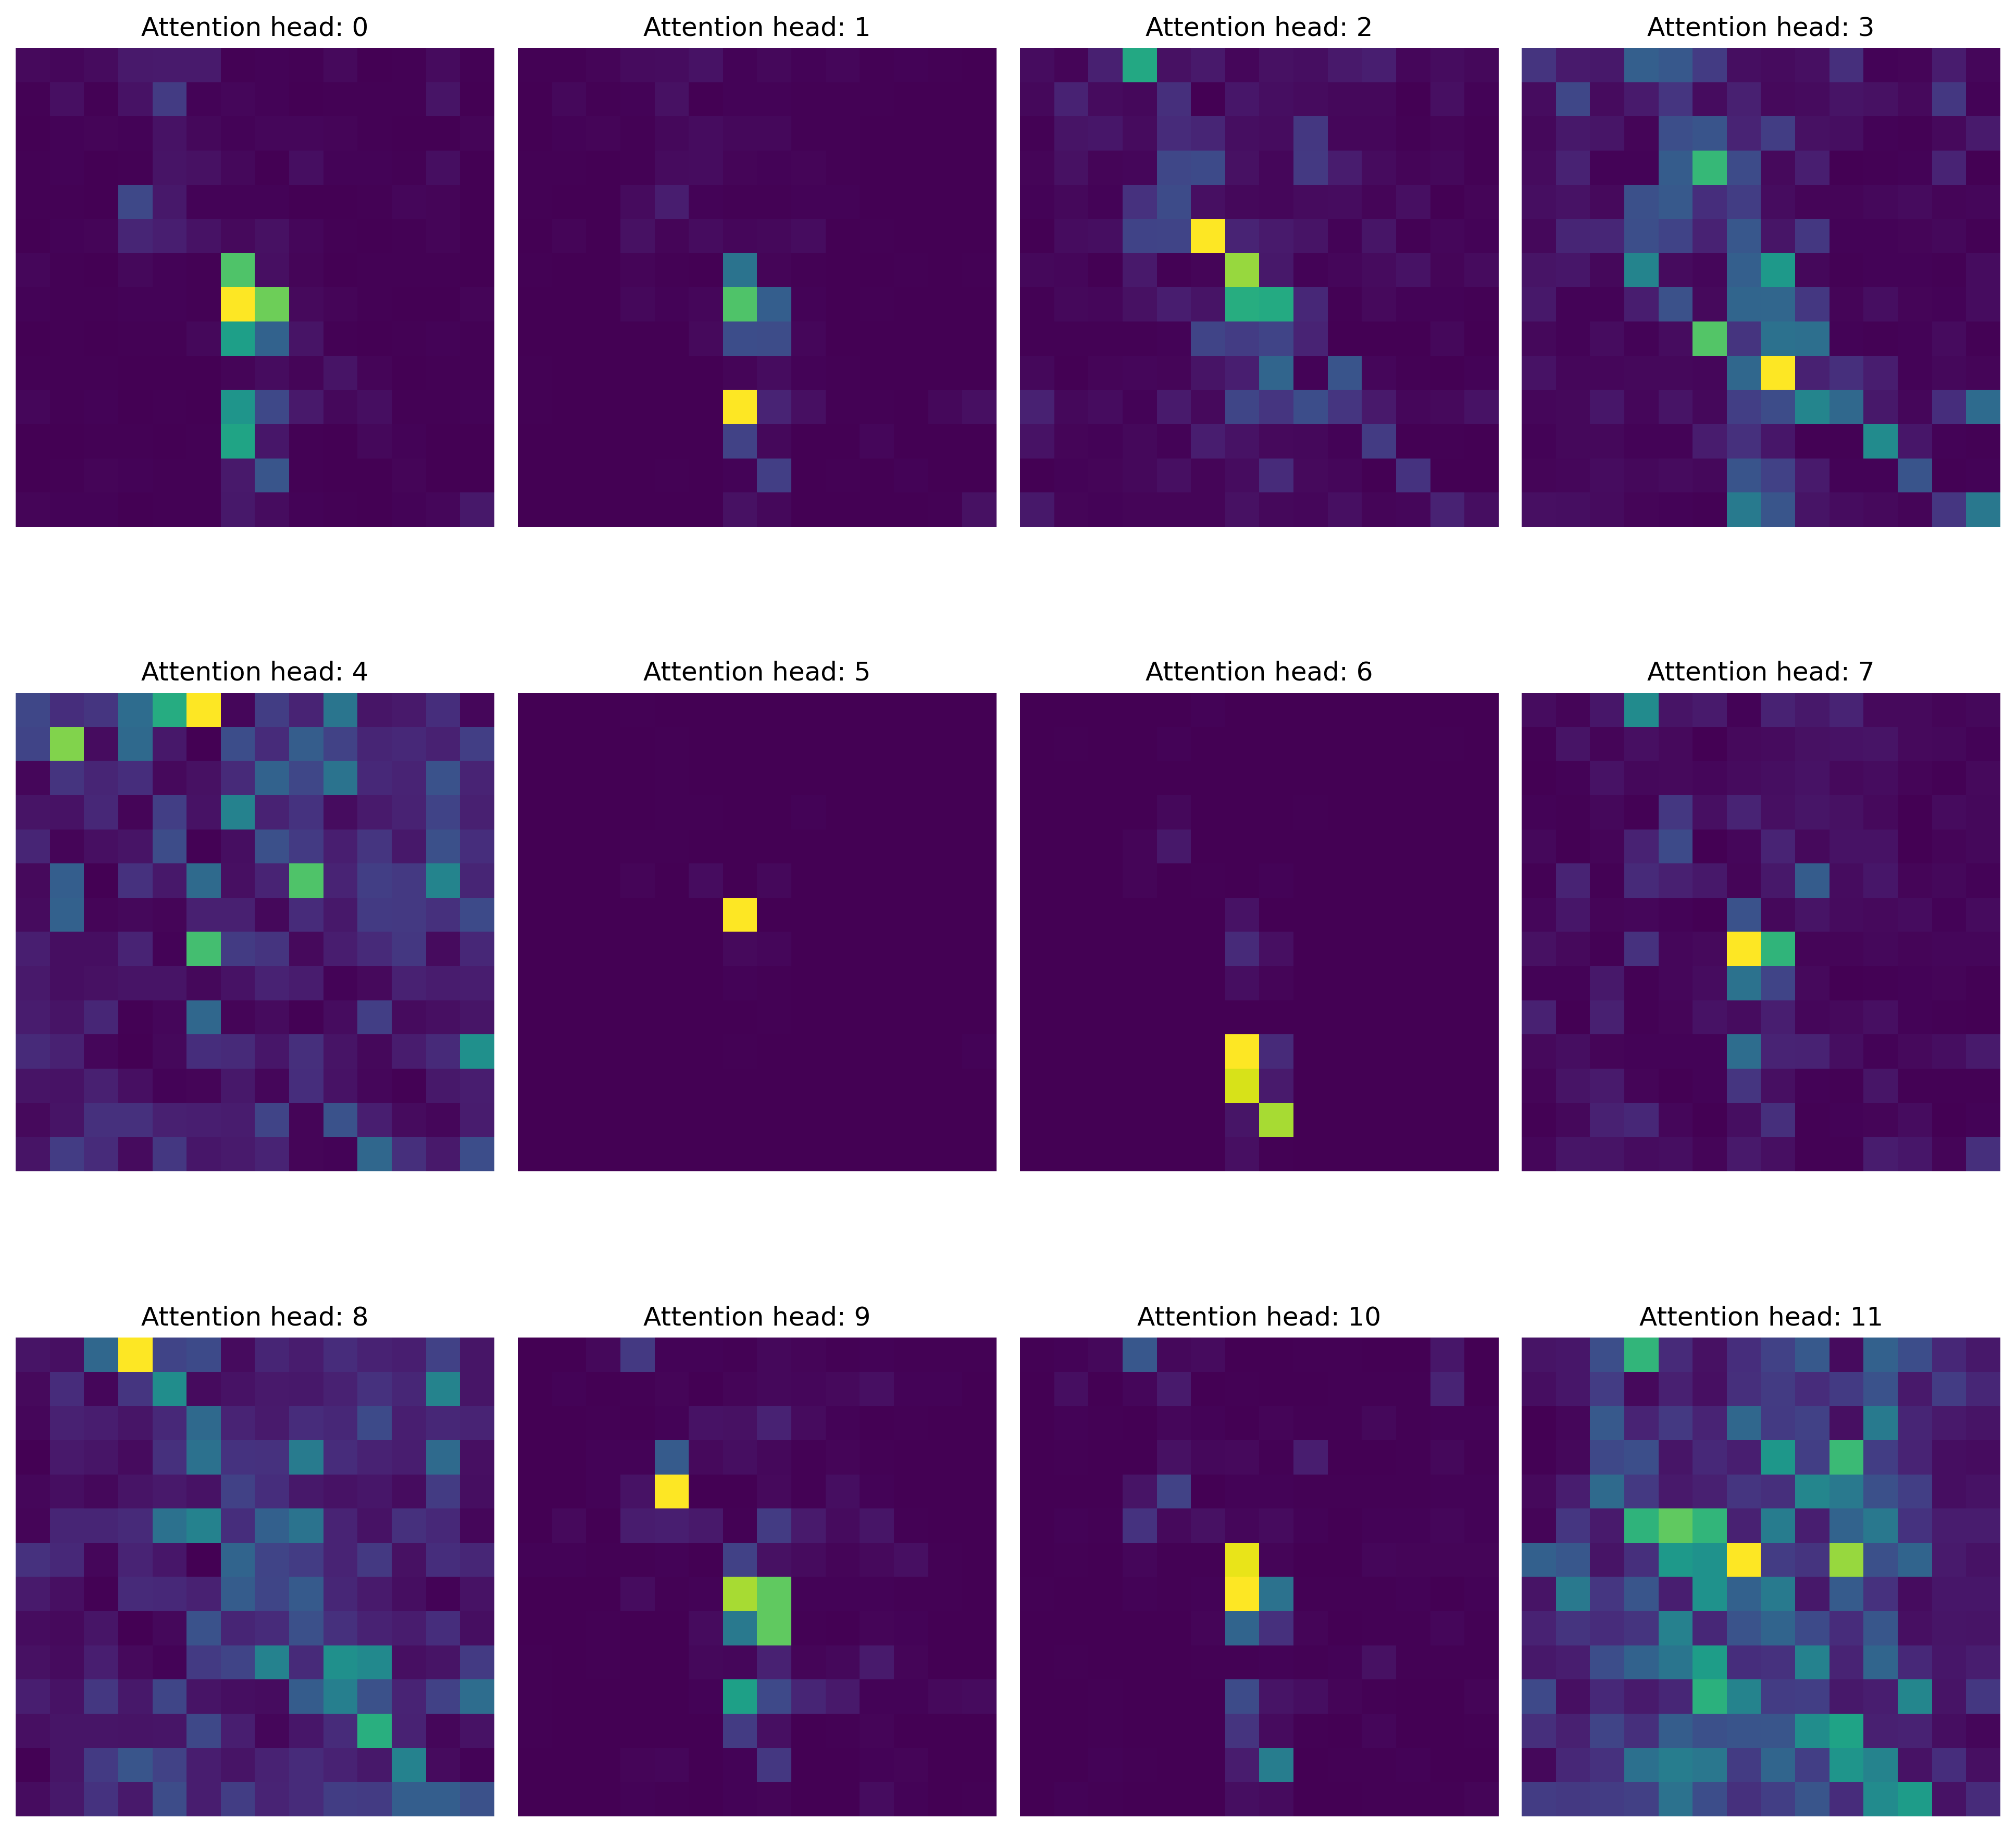 Attention head: 0
Attention head: 1
Attention head: 2
Attention head: 3
Attention head: 4
Attention head: 5
Attention head: 6
Attention head: 7
Attention head: 8
Attention head: 9
Attention head: 10
Attention head: 11